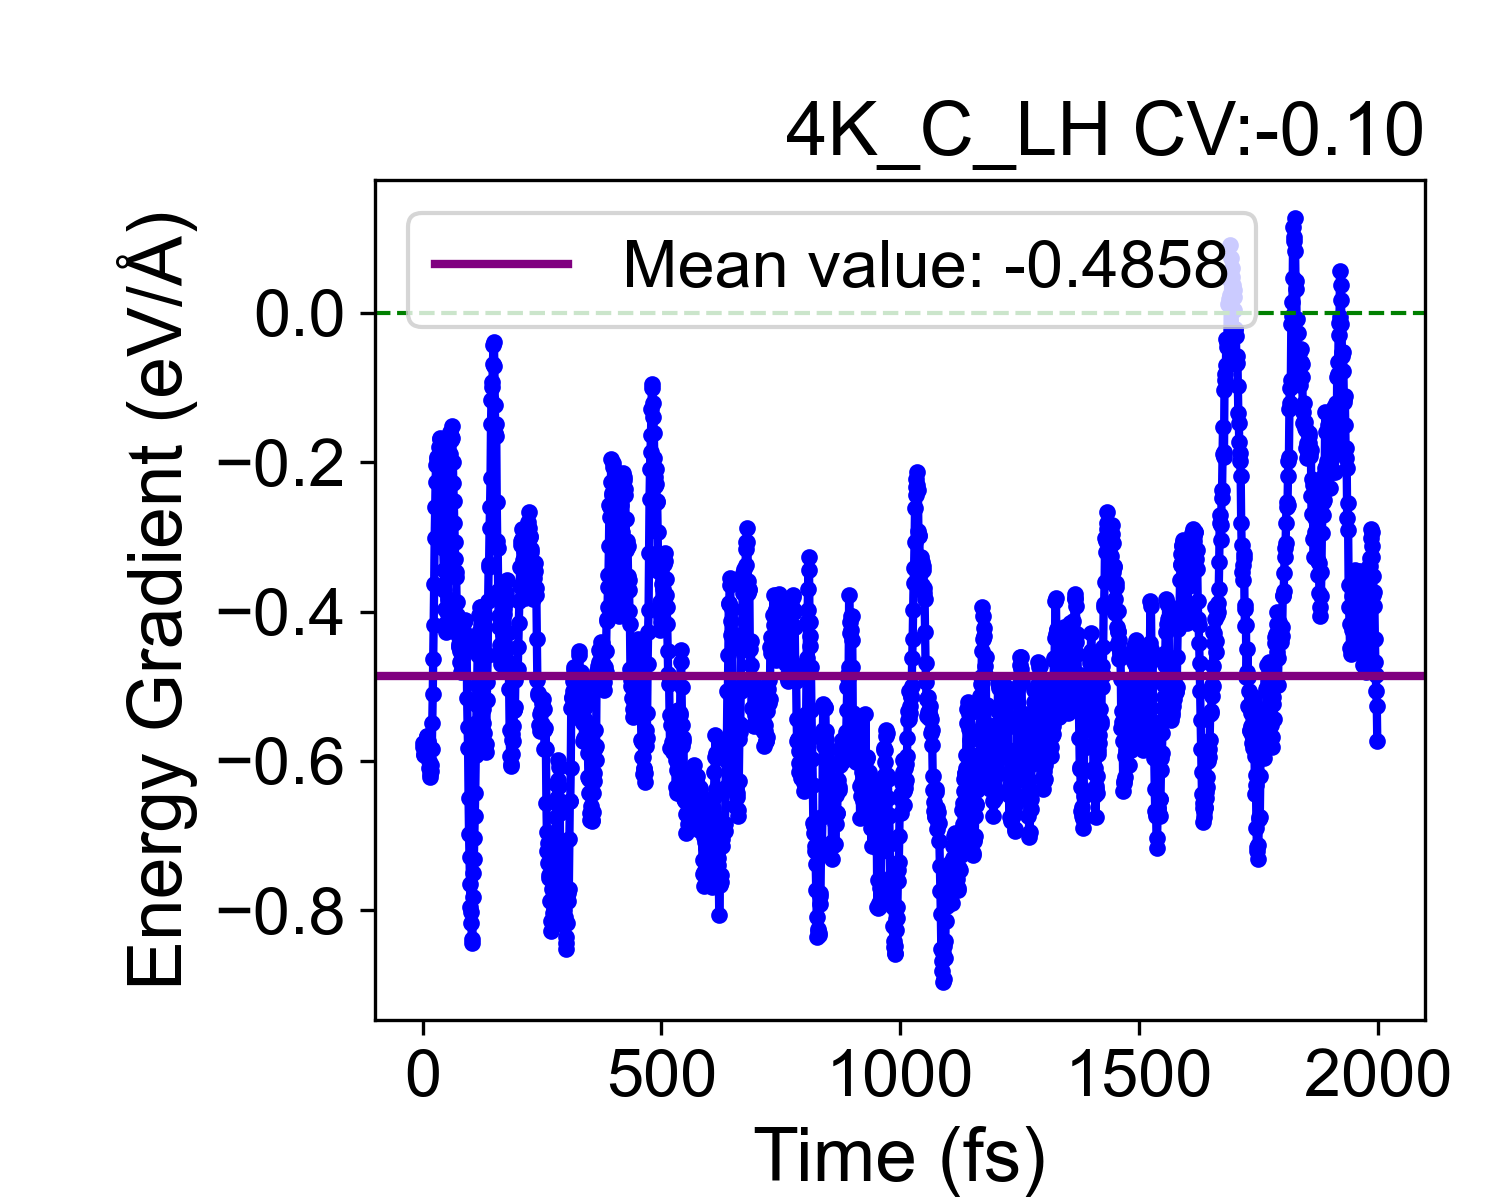 4K_C_LH CV:-0.10
Mean value: -0.4858
Energy Gradient (eV/Å)
0.0
−0.2
−0.4
−0.6
−0.8
0 500 1000 1500 2000
Time (fs)